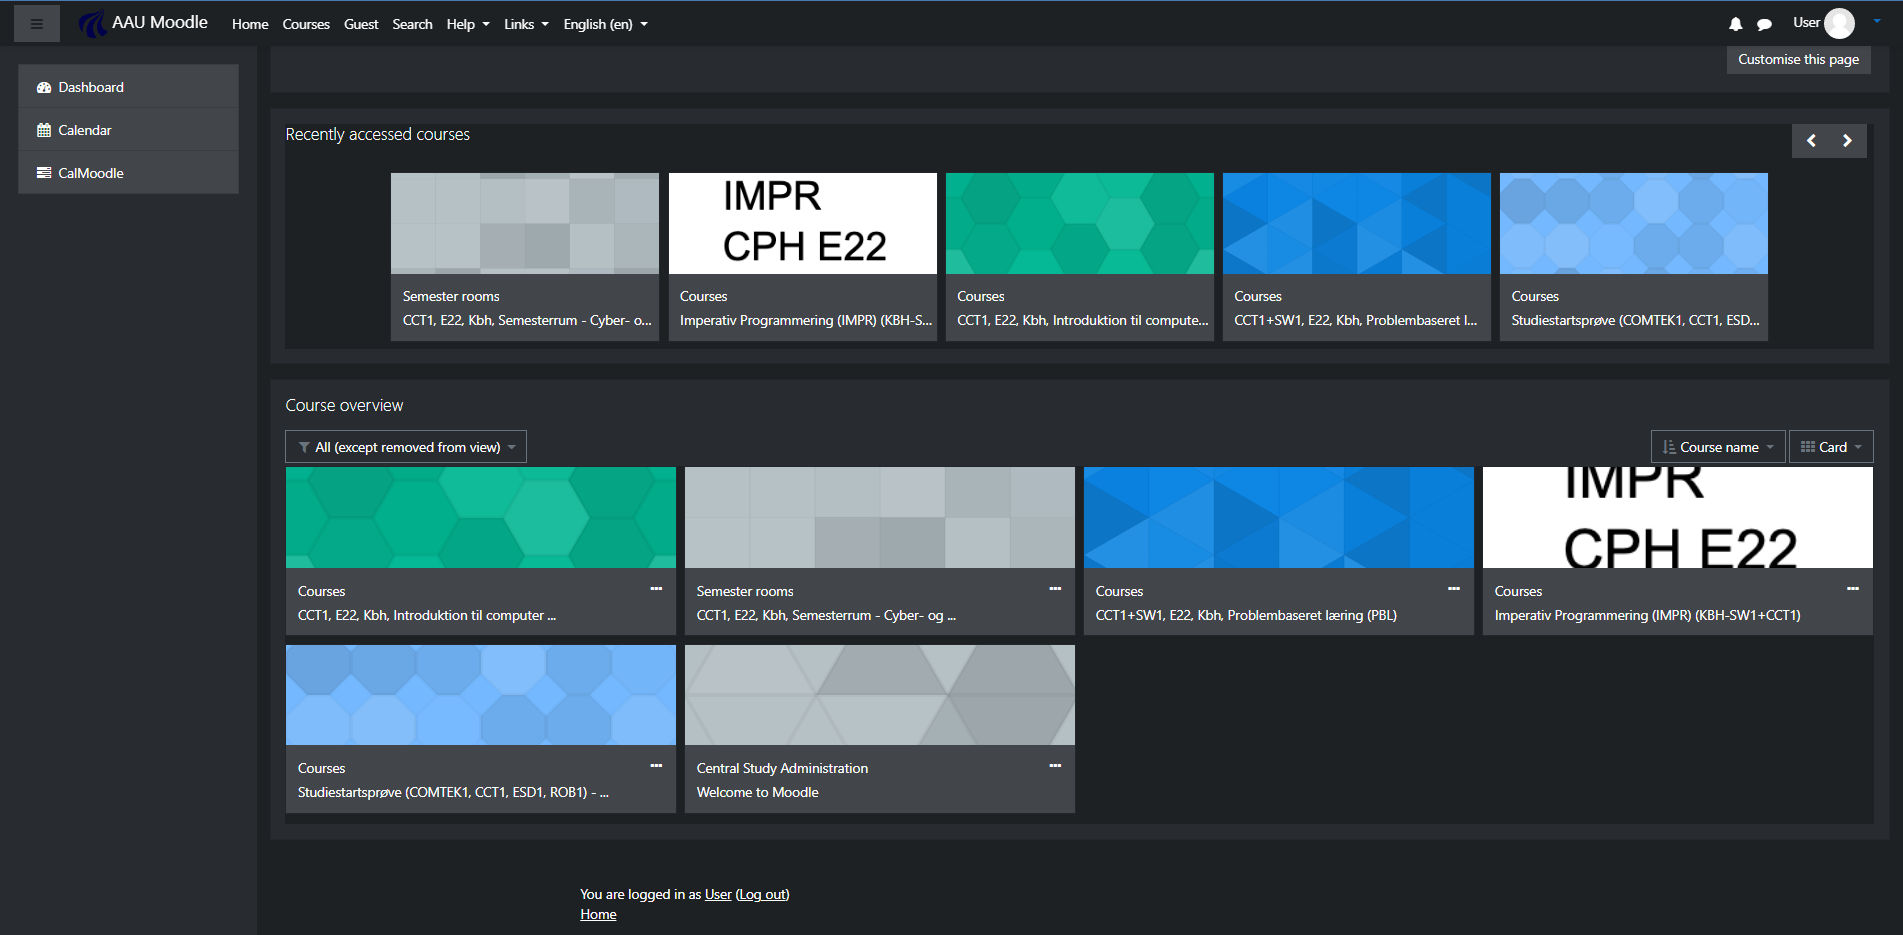 AAU Moodle Home Courses Guest Search Help Links English (en) User
Customise this page
Dashboard
Calendar
CalMoodle
Recently accessed courses
IMPR
CPH E22
Semester rooms
CCT1, E22, Kbh, Semesterrum - Cyber- o...
Courses
Imperativ Programmering (IMPR) (KBH-S...
Courses
CCT1, E22, Kbh, Introduktion til compute...
Courses
CCT1+SW1, E22, Kbh, Problembaseret l...
Courses
Studiestartsprøve (COMTEK1, CCT1, ESD...
Course overview
All (except removed from view) Course name Card
IMPR
CPH E22
Courses
CCT1, E22, Kbh, Introduktion til computer ...
Semester rooms
CCT1, E22, Kbh, Semesterrum - Cyber- og ...
Courses
CCT1+SW1, E22, Kbh, Problembaseret læring (PBL)
Courses
Imperativ Programmering (IMPR) (KBH-SW1+CCT1)
Courses
Studiestartsprøve (COMTEK1, CCT1, ESD1, ROB1) - ...
Central Study Administration
Welcome to Moodle
You are logged in as User (Log out)
Home